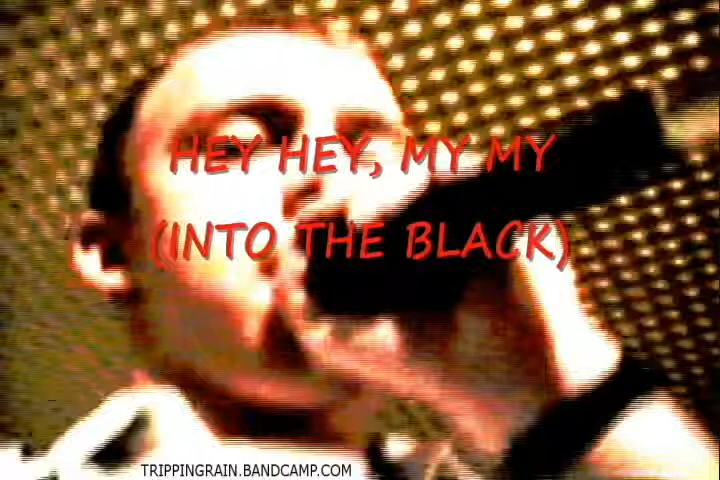 HEY HEY, MY MY
(INTO THE BLACK)
TRIPPINGRAIN.BANDCAMP.COM